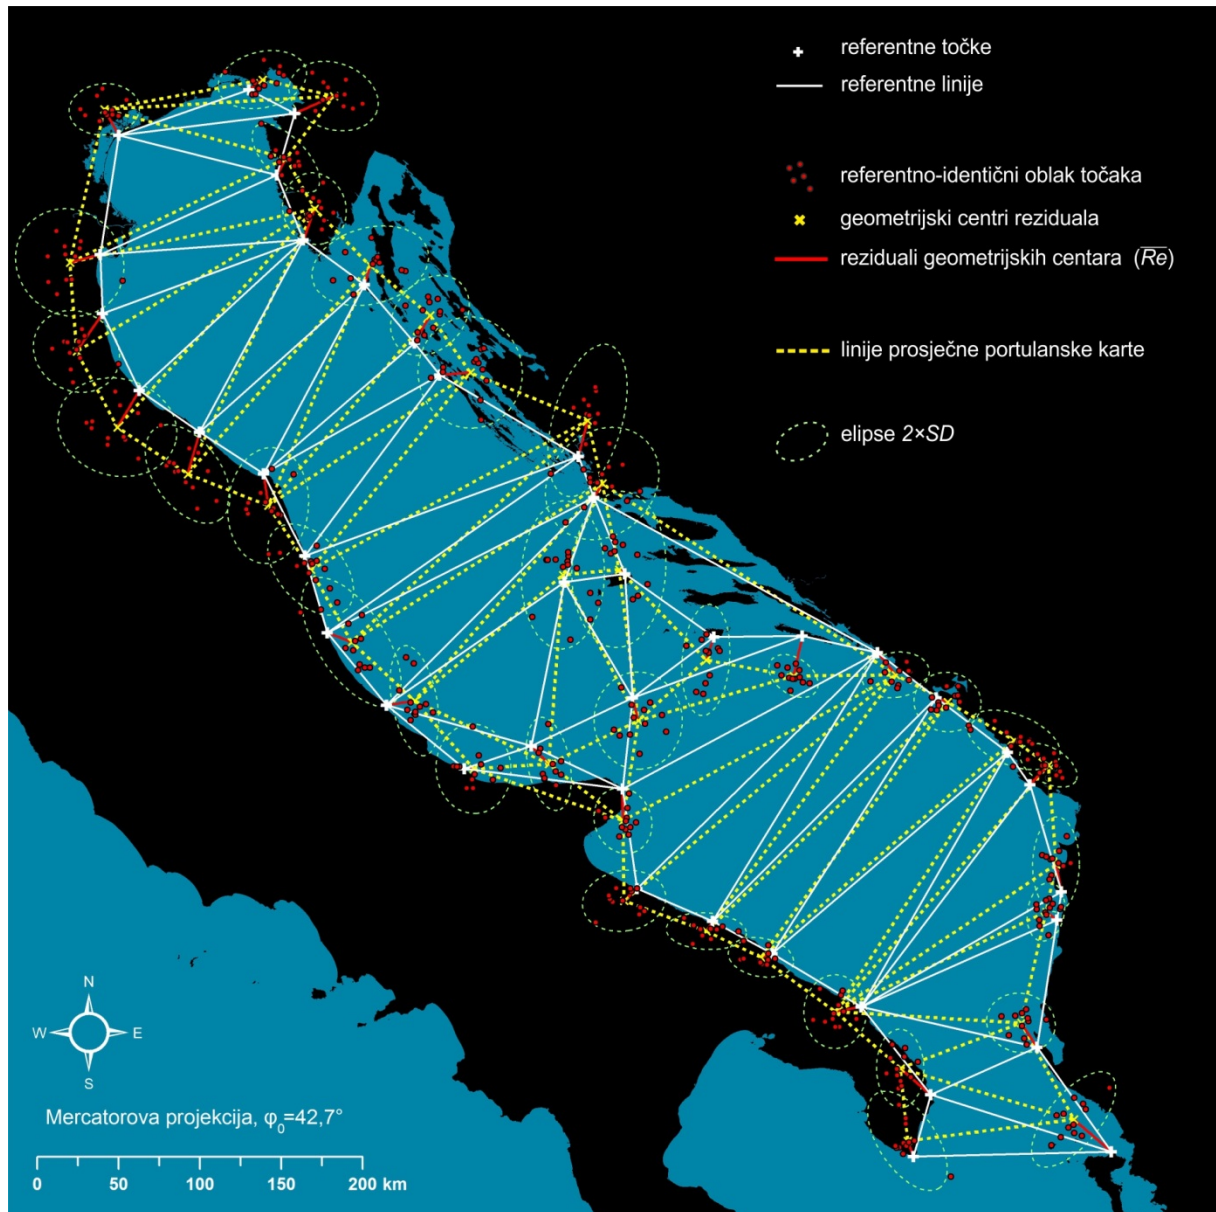 referentne točke
referentne linije
referentno-identični oblak točaka
geometrijski centri reziduala
reziduali geometrijskih centara (Re)
linije prosječne portulanske karte
elipse 2×SD
N
W E
S
Mercatorova projekcija, φ₀=42,7°
0 50 100 150 200 km